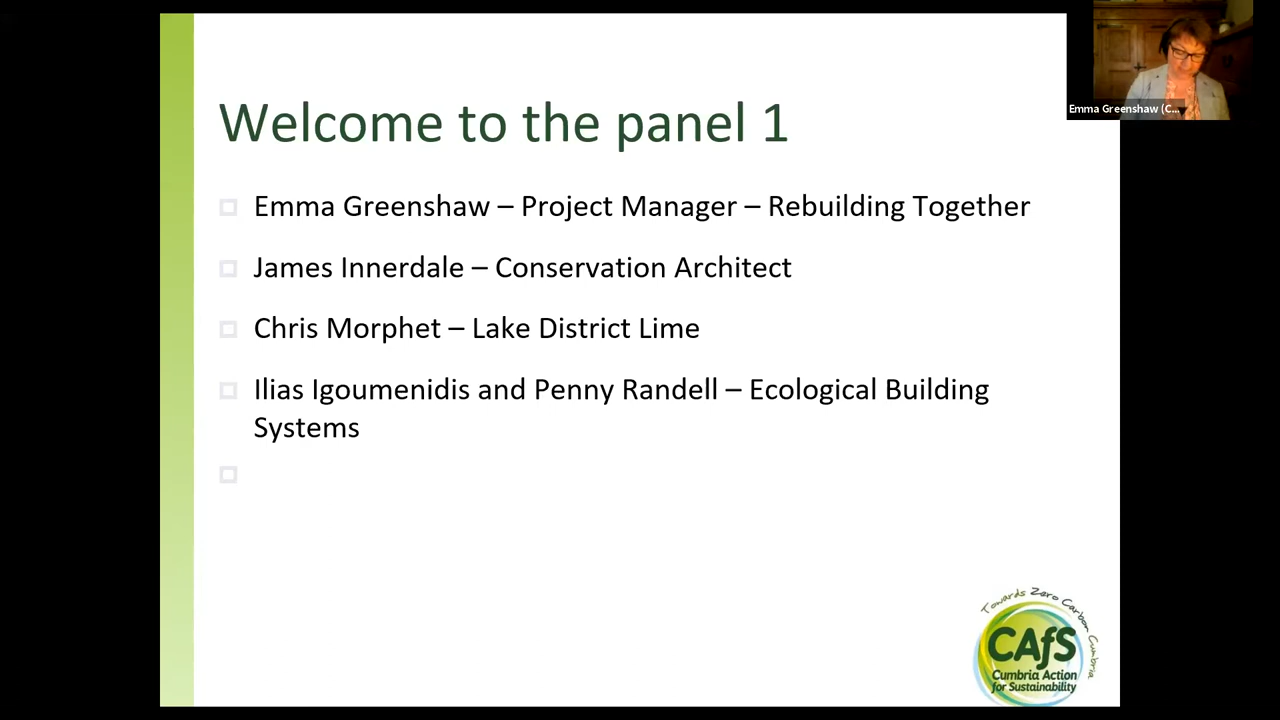 Welcome to the panel 1
Emma Greenshaw (C...
Emma Greenshaw – Project Manager – Rebuilding Together
James Innerdale – Conservation Architect
Chris Morphet – Lake District Lime
Ilias Igoumenidis and Penny Randell – Ecological Building
Systems
Towards Zero Carbon Cumbria
CAfS
Cumbria Action
for Sustainability